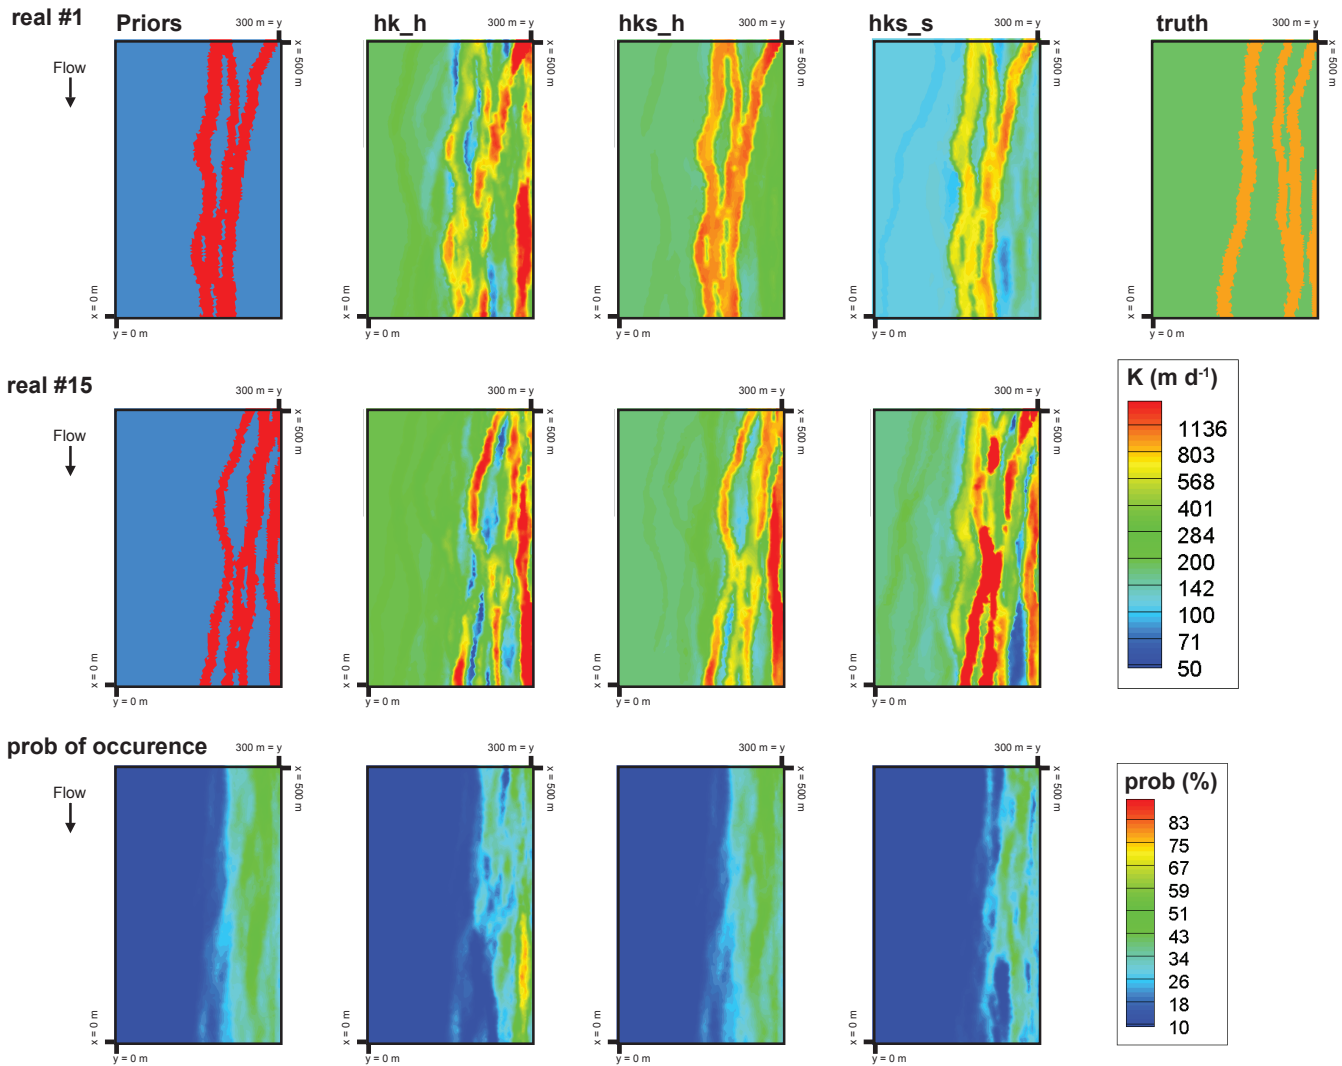 real #1
Priors
300 m = y
hk_h
300 m = y
hks_h
300 m = y
hks_s
300 m = y
truth
300 m = y
Flow
x = 500 m
x = 500 m
x = 500 m
x = 500 m
x = 500 m
x = 0 m
x = 0 m
x = 0 m
x = 0 m
x = 0 m
y = 0 m
y = 0 m
y = 0 m
y = 0 m
y = 0 m
real #15
300 m = y
300 m = y
300 m = y
300 m = y
Flow
x = 500 m
x = 500 m
x = 500 m
x = 500 m
x = 0 m
x = 0 m
x = 0 m
x = 0 m
y = 0 m
y = 0 m
y = 0 m
y = 0 m
K (m d-1)
1136
803
568
401
284
200
142
100
71
50
prob of occurence
300 m = y
300 m = y
300 m = y
300 m = y
Flow
x = 500 m
x = 500 m
x = 500 m
x = 500 m
x = 0 m
x = 0 m
x = 0 m
x = 0 m
y = 0 m
y = 0 m
y = 0 m
y = 0 m
prob (%)
83
75
67
59
51
43
34
26
18
10